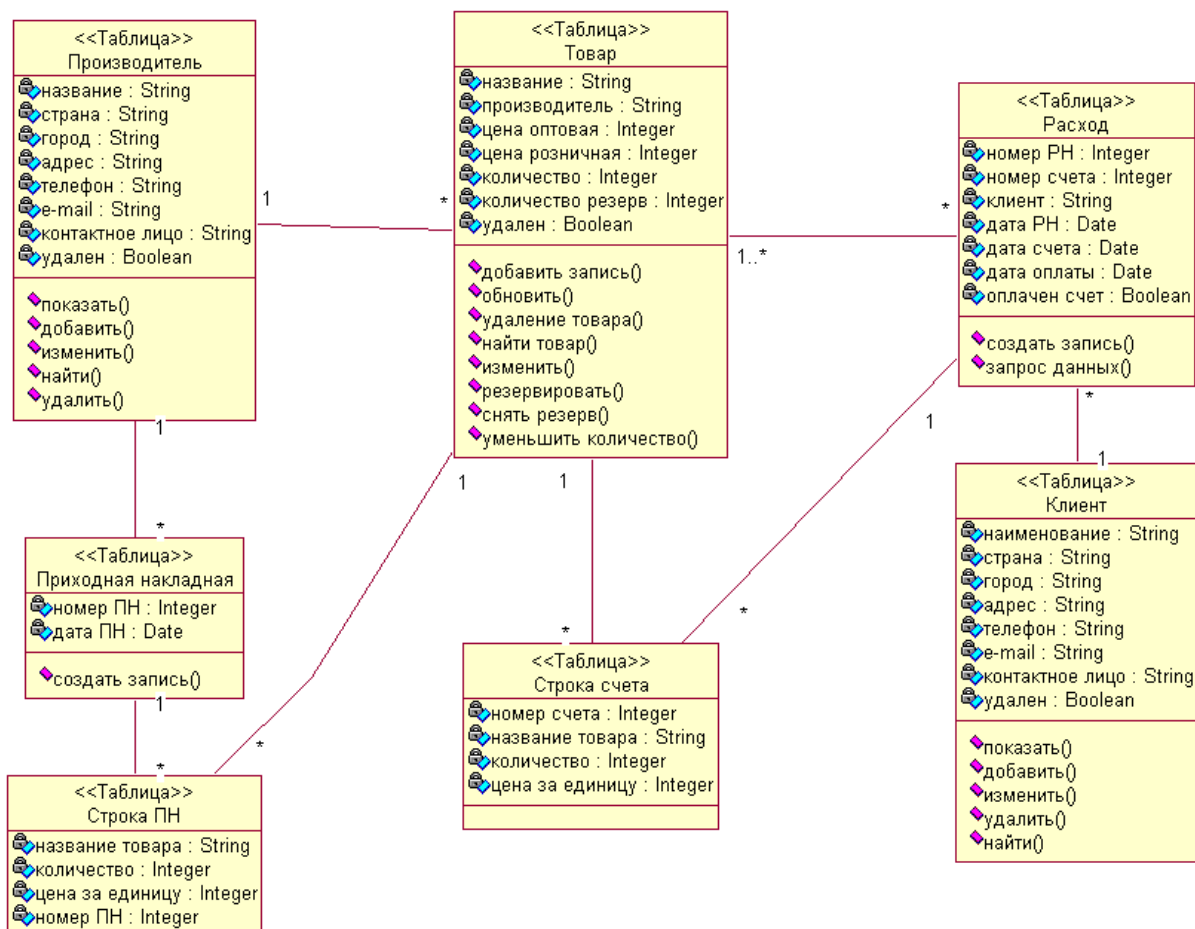 <<Таблица>>
Производитель
название : String
страна : String
город : String
адрес : String
телефон : String
e-mail : String
контактное лицо : String
удален : Boolean
показать()
добавить()
изменить()
найти()
удалить()
1
*
<<Таблица>>
Товар
название : String
производитель : String
цена оптовая : Integer
цена розничная : Integer
количество : Integer
количество резерв : Integer
удален : Boolean
добавить запись()
обновить()
удаление товара()
найти товар()
изменить()
резервировать()
снять резерв()
уменьшить количество()
1..*
*
<<Таблица>>
Расход
номер РН : Integer
номер счета : Integer
клиент : String
дата РН : Date
дата счета : Date
дата оплаты : Date
оплачен счет : Boolean
создать запись()
запрос данных()
1
*
1
1
1
*
1
*
<<Таблица>>
Приходная накладная
номер ПН : Integer
дата ПН : Date
создать запись()
1
*
*
<<Таблица>>
Строка ПН
название товара : String
количество : Integer
цена за единицу : Integer
номер ПН : Integer
*
*
<<Таблица>>
Строка счета
номер счета : Integer
название товара : String
количество : Integer
цена за единицу : Integer
<<Таблица>>
Клиент
наименование : String
страна : String
город : String
адрес : String
телефон : String
e-mail : String
контактное лицо : String
удален : Boolean
показать()
добавить()
изменить()
удалить()
найти()